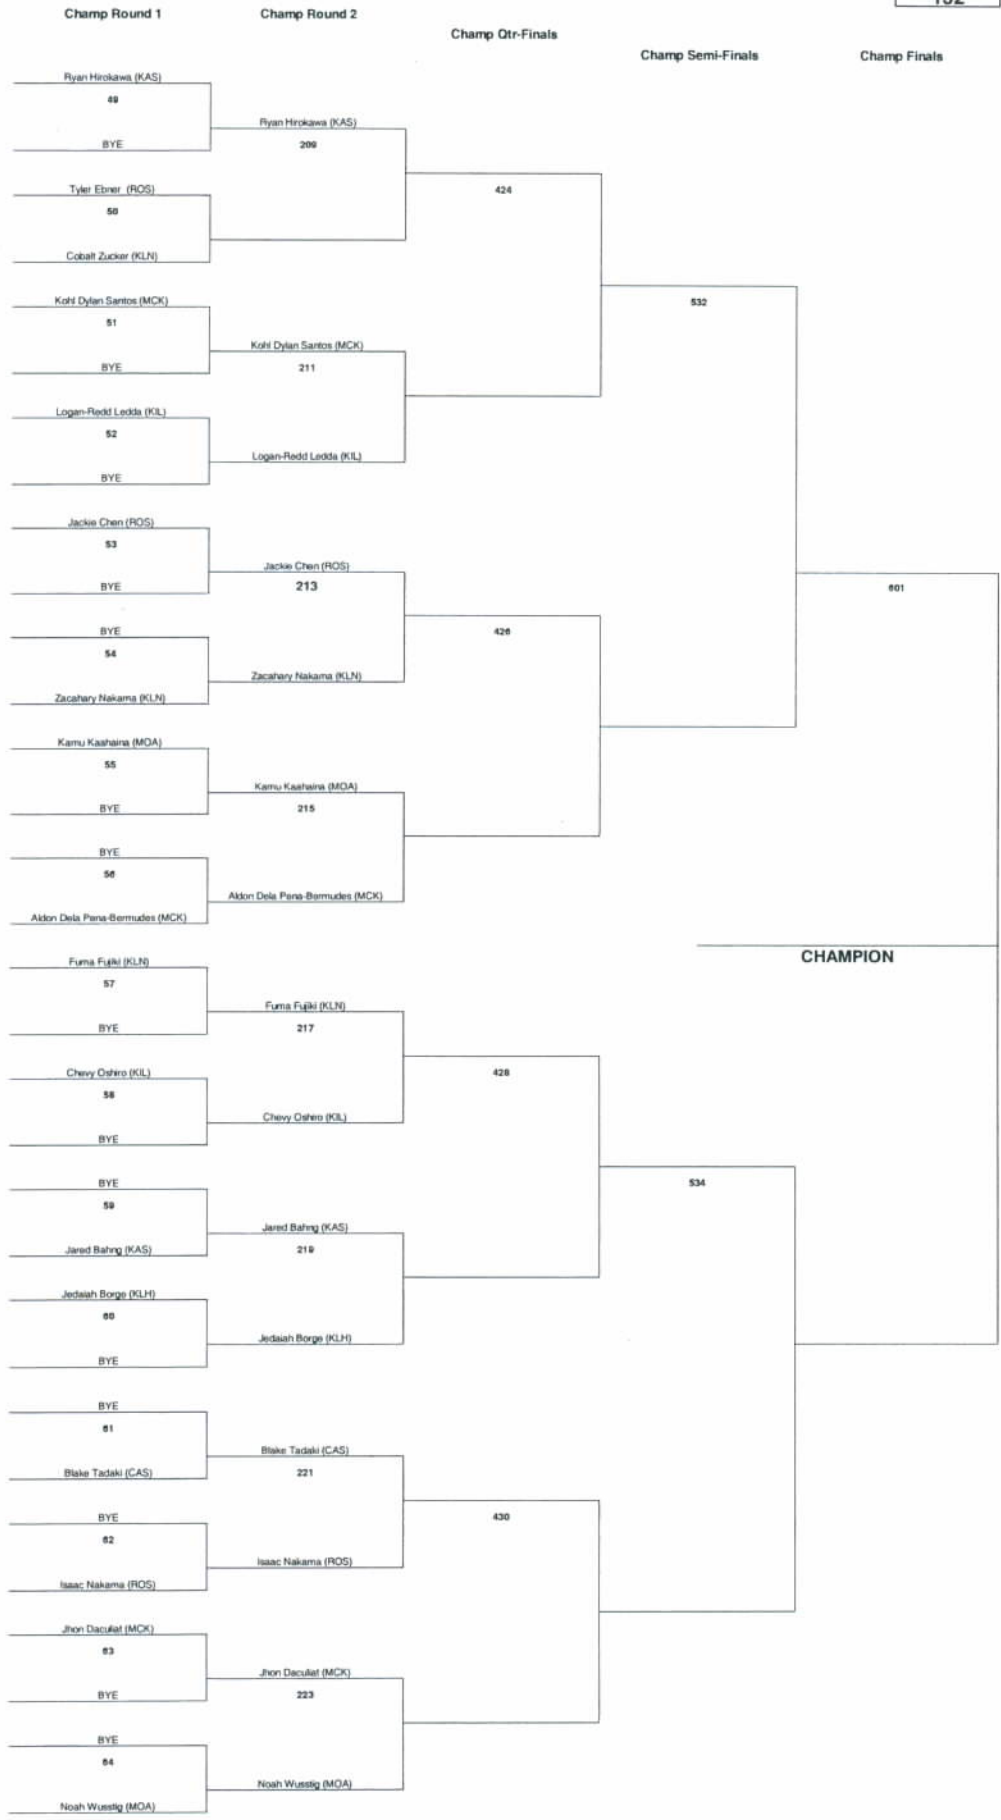 Champ Round 1
Champ Round 2
Champ Qtr-Finals
Champ Semi-Finals
Champ Finals
Ryan Hirokawa (KAS)
49
BYE
Ryan Hirokawa (KAS)
209
Tyler Ebner (ROS)
50
Cobalt Zucker (KLN)
424
Kohl Dylan Santos (MCK)
51
BYE
Kohl Dylan Santos (MCK)
211
Logan-Redd Ledda (KIL)
52
BYE
Logan-Redd Ledda (KIL)
532
Jackie Chen (ROS)
53
BYE
Jackie Chen (ROS)
213
BYE
54
Zacahary Nakama (KLN)
Zacahary Nakama (KLN)
426
Kamu Kaahaina (MOA)
55
BYE
Kamu Kaahaina (MOA)
215
BYE
56
Aldon Dela Pena-Bermudes (MCK)
Aldon Dela Pena-Bermudes (MCK)
601
CHAMPION
Fuma Fujiki (KLN)
57
BYE
Fuma Fujiki (KLN)
217
Chevy Oshiro (KIL)
58
BYE
Chevy Oshiro (KIL)
428
BYE
59
Jared Bahng (KAS)
Jared Bahng (KAS)
219
Jedaiah Borge (KLH)
60
BYE
Jedaiah Borge (KLH)
534
BYE
61
Blake Tadaki (CAS)
Blake Tadaki (CAS)
221
BYE
62
Isaac Nakama (ROS)
Isaac Nakama (ROS)
430
Jhon Daculiat (MCK)
63
BYE
Jhon Daculiat (MCK)
223
BYE
64
Noah Wusstig (MOA)
Noah Wusstig (MOA)